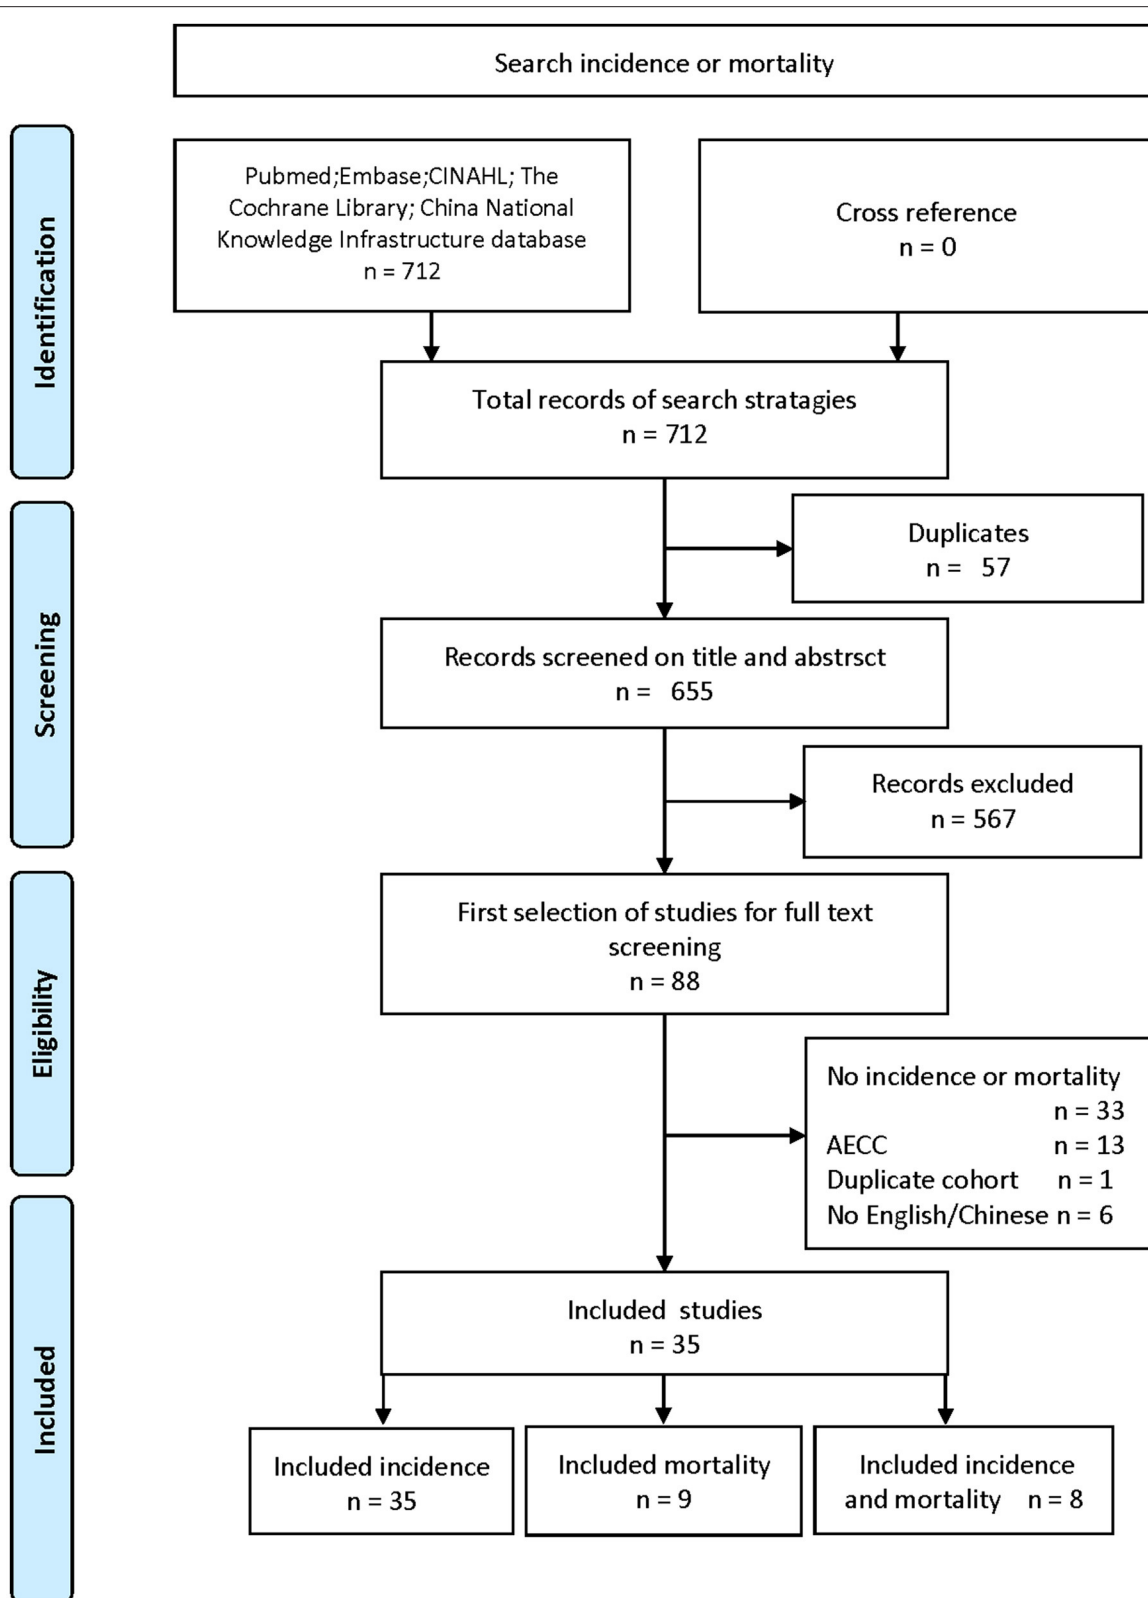 Search incidence or mortality
Identification
Pubmed;Embase;CINAHL; The
Cochrane Library; China National
Knowledge Infrastructure database
n = 712
Cross reference
n = 0
Total records of search stratagies
n = 712
Screening
Duplicates
n = 57
Records screened on title and abstrsct
n = 655
Records excluded
n = 567
Eligibility
First selection of studies for full text
screening
n = 88
No incidence or mortality
n = 33
AECC n = 13
Duplicate cohort n = 1
No English/Chinese n = 6
Included
Included studies
n = 35
Included incidence
n = 35
Included mortality
n = 9
Included incidence
and mortality n = 8